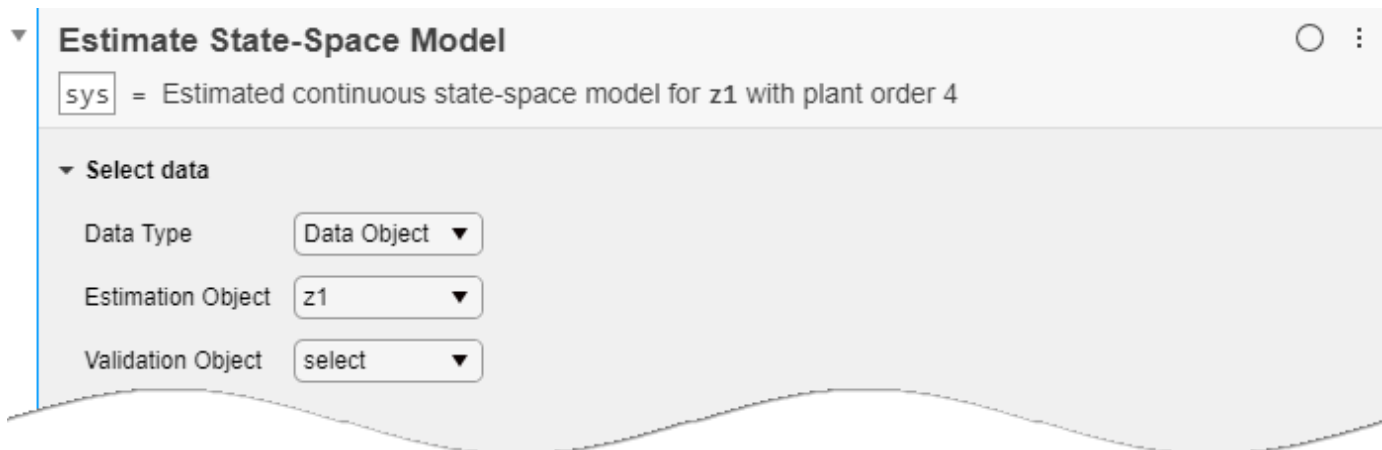 Estimate State-Space Model
sys = Estimated continuous state-space model for z1 with plant order 4
Select data
Data Type Data Object
Estimation Object z1
Validation Object select